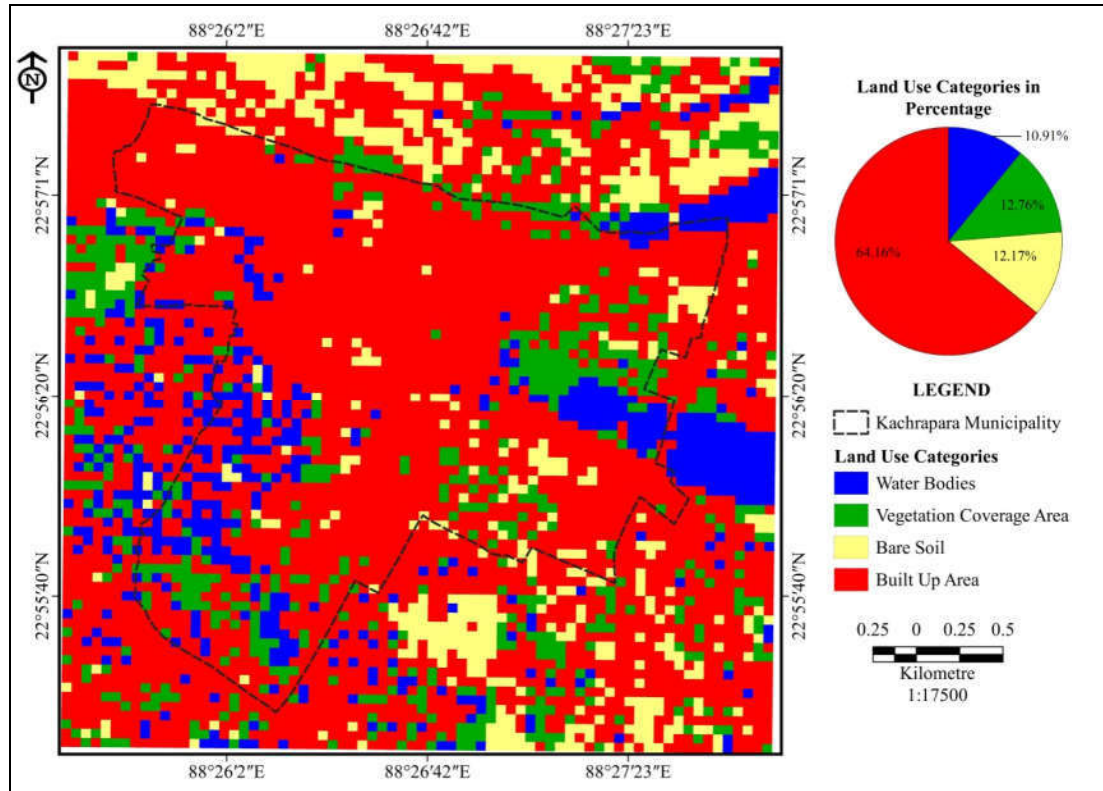 88°26'2"E
88°26'42"E
88°27'23"E
N
22°57'1"N
22°56'20"N
22°55'40"N
22°57'1"N
22°56'20"N
22°55'40"N
88°26'2"E
88°26'42"E
88°27'23"E
Land Use Categories in
Percentage
10.91%
12.76%
12.17%
64.16%
LEGEND
Kachrapara Municipality
Land Use Categories
Water Bodies
Vegetation Coverage Area
Bare Soil
Built Up Area
0.25 0 0.25 0.5
Kilometre
1:17500